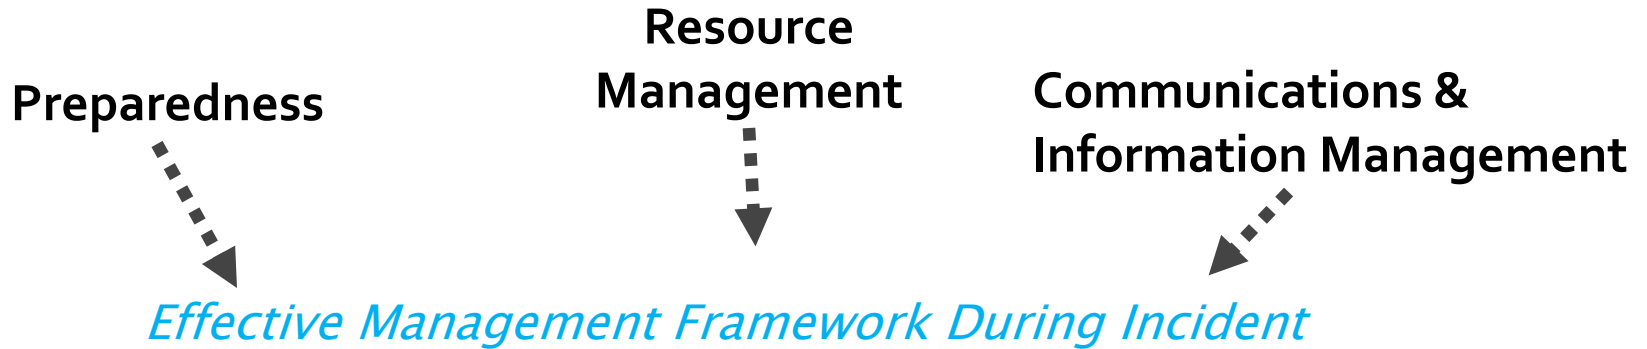 Preparedness
Resource
Management
Communications &
Information Management
Effective Management Framework During Incident